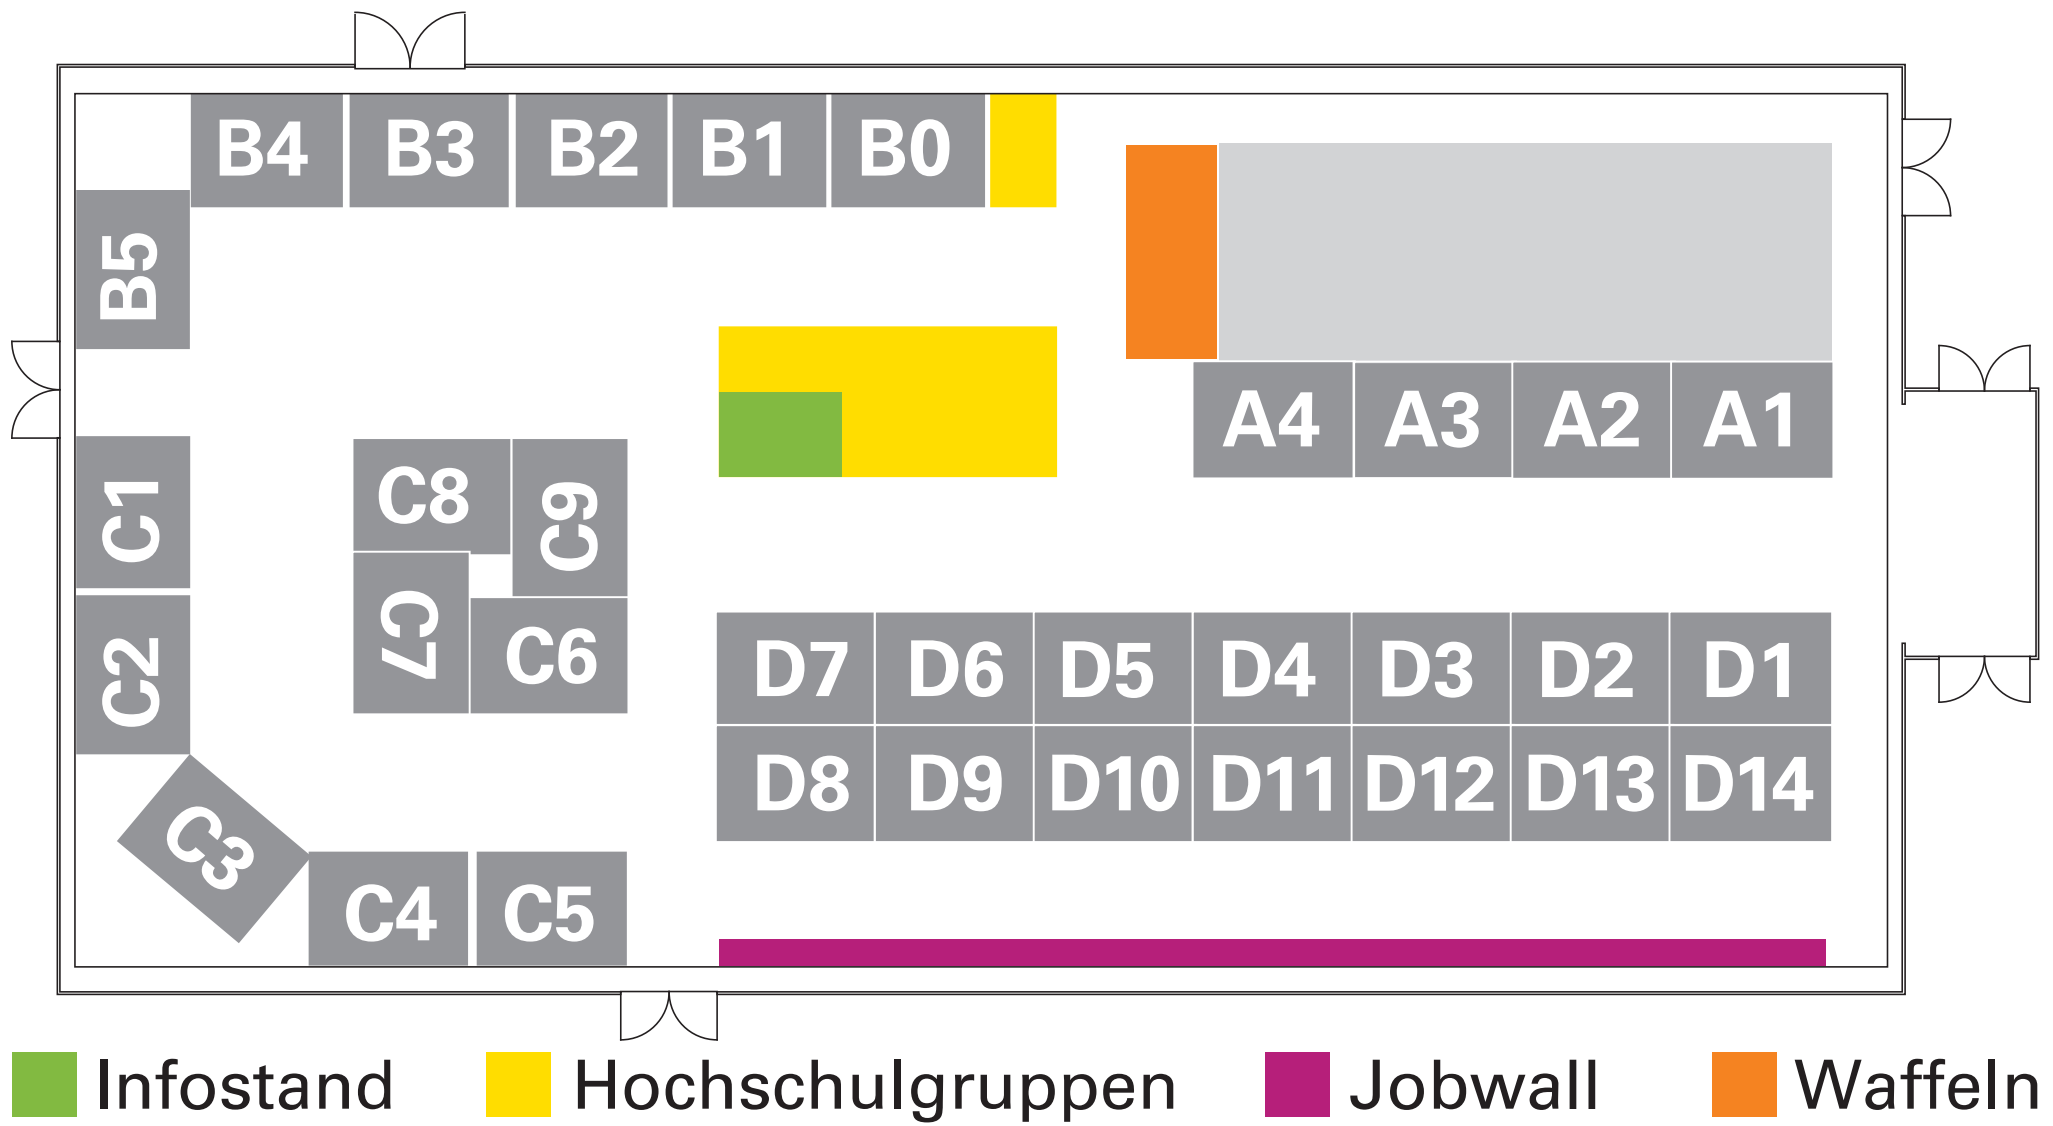 B4 B3 B2 B1 B0
B5
A4 A3 A2 A1
C1
C8 C9
C7 C6
C2
D7 D6 D5 D4 D3 D2 D1
D8 D9 D10 D11 D12 D13 D14
C3
C4 C5
Infostand Hochschulgruppen Jobwall Waffeln